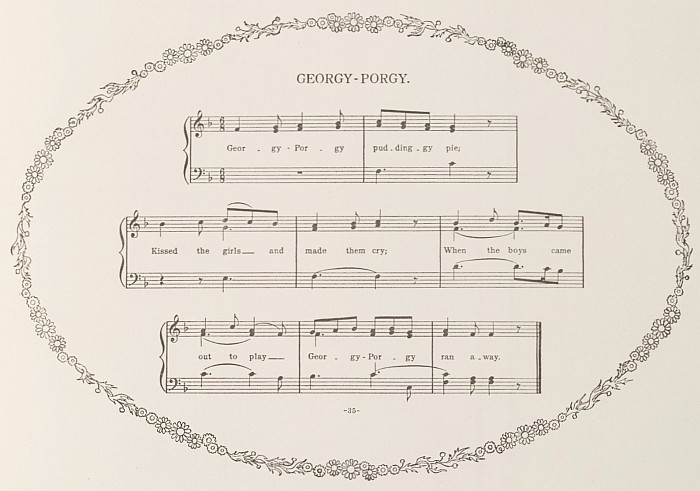 GEORGY-PORGY.
Geor - gy - Por - gy pud - ding - gy pie;
Kissed the girls and made them cry; When the boys came
out to play Geor - gy - Por - gy ran a - way.
-35-